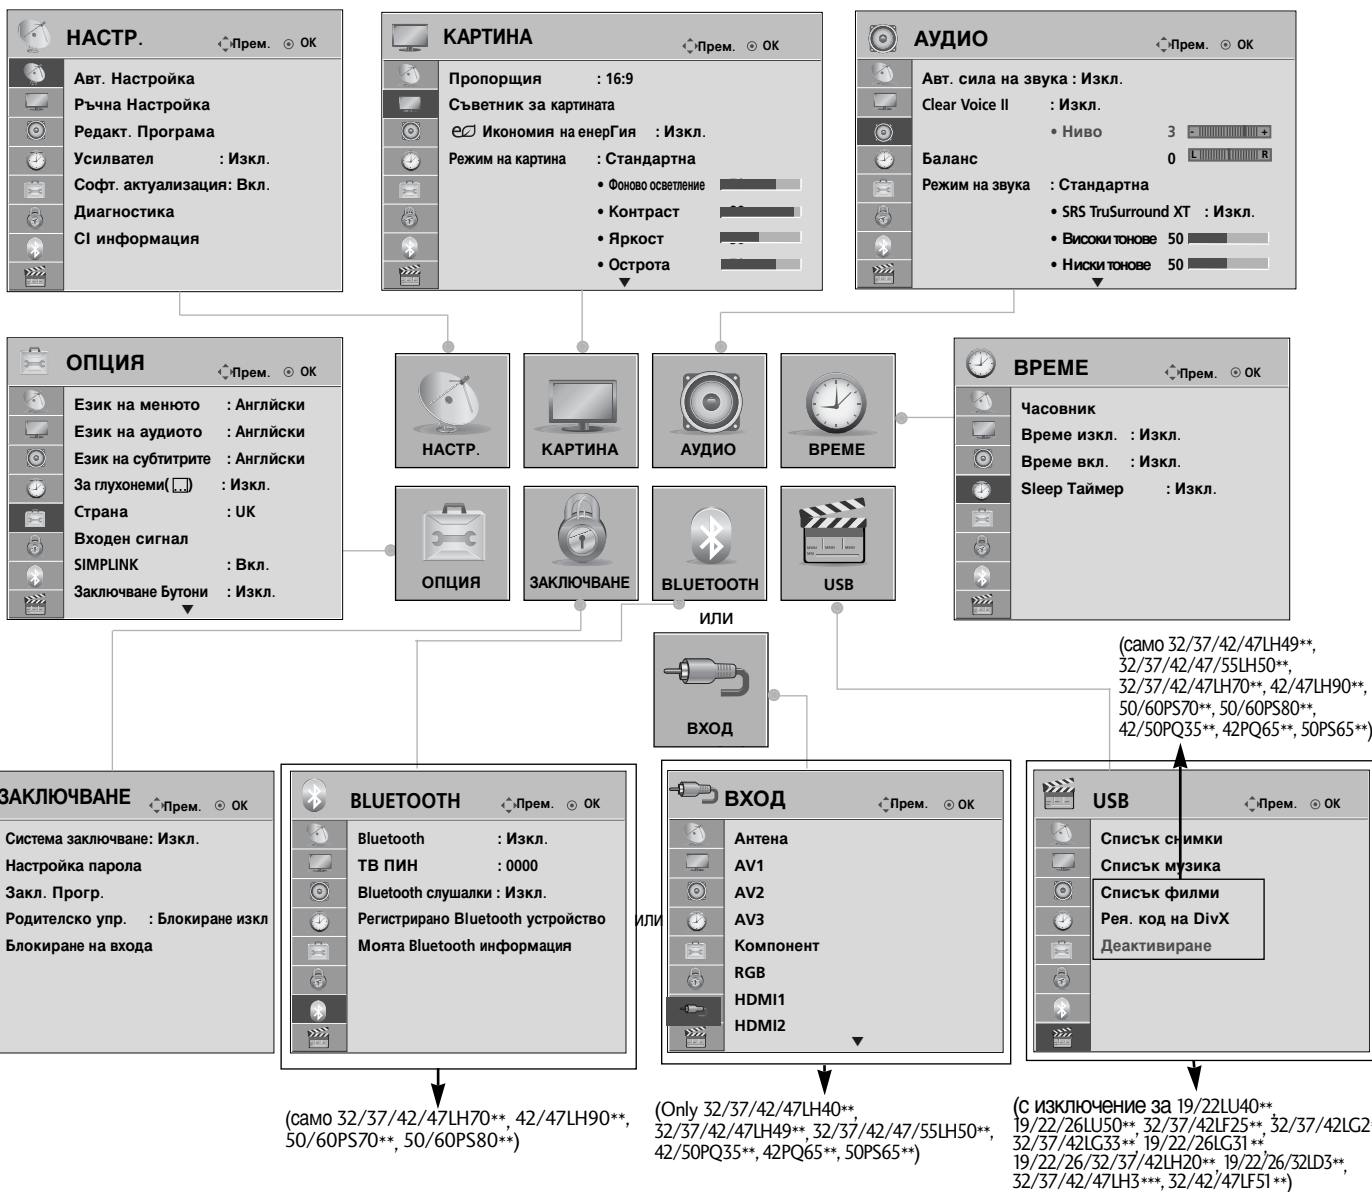 НАСТР. Прем. OK
Авт. Настройка
Ръчна Настройка
Редакт. Програма
Усилвател : Изкл.
Софт. актуализация: Вкл.
Диагностика
CI информация
КАРТИНА Прем. OK
Пропорщия : 16:9
Съветник за картината
eco Икономия на енерГия : Изкл.
Режим на картина : Стандартна
• Фоново осветление
• Контраст
• Яркост
• Острота
▼
АУДИО Прем. OK
Авт. сила на звука : Изкл.
Clear Voice II : Изкл.
• Ниво 3 - +
Баланс 0 L R
Режим на звука : Стандартна
• SRS TruSurround XT : Изкл.
• Високи тонове 50
• Ниски тонове 50
▼
ОПЦИЯ Прем. OK
Език на менюто : Англйски
Език на аудиото : Англйски
Език на субтитрите : Англйски
За глухонеми( ) : Изкл.
Страна : UK
Входен сигнал
SIMPLINK : Вкл.
Заключване Бутони : Изкл.
▼
НАСТР.
КАРТИНА
АУДИО
ВРЕМЕ
ОПЦИЯ
ЗАКЛЮЧВАНЕ
BLUETOOTH
USB
ВРЕМЕ Прем. OK
Часовник
Време изкл. : Изкл.
Време вкл. : Изкл.
Sleep Таймер : Изкл.
или
ВХОД
(само 32/37/42/47LH49**,
32/37/42/47/55LH50**,
32/37/42/47LH70**, 42/47LH90**,
50/60PS70**, 50/60PS80**,
42/50PQ35**, 42PQ65**, 50PS65**)
ЗАКЛЮЧВАНЕ Прем. OK
Система заключване: Изкл.
Настройка парола
Закл. Прогр.
Родителско упр. : Блокиране изкл
Блокиране на входа
BLUETOOTH Прем. OK
Bluetooth : Изкл.
ТВ ПИН : 0000
Bluetooth слушалки : Изкл.
Регистрирано Bluetooth устройство
Моята Bluetooth информация
или
ВХОД Прем. OK
Антена
AV1
AV2
AV3
Компонент
RGB
HDMI1
HDMI2
▼
USB Прем. OK
Списък снимки
Списък музика
Списък филми
Рея. код на DivX
Деактивиране
(само 32/37/42/47LH70**, 42/47LH90**,
50/60PS70**, 50/60PS80**)
(Only 32/37/42/47LH40**,
32/37/42/47LH49**, 32/37/42/47/55LH50**,
42/50PQ35**, 42PQ65**, 50PS65**)
(с изключение за 19/22LU40**,
19/22/26LU50**, 32/37/42LF25**, 32/37/42LG2
32/37/42LG33**, 19/22/26LG31**,
19/22/26/32/37/42LH20**, 19/22/26/32LD3**,
32/37/42/47LH3***, 32/42/47LF51**)